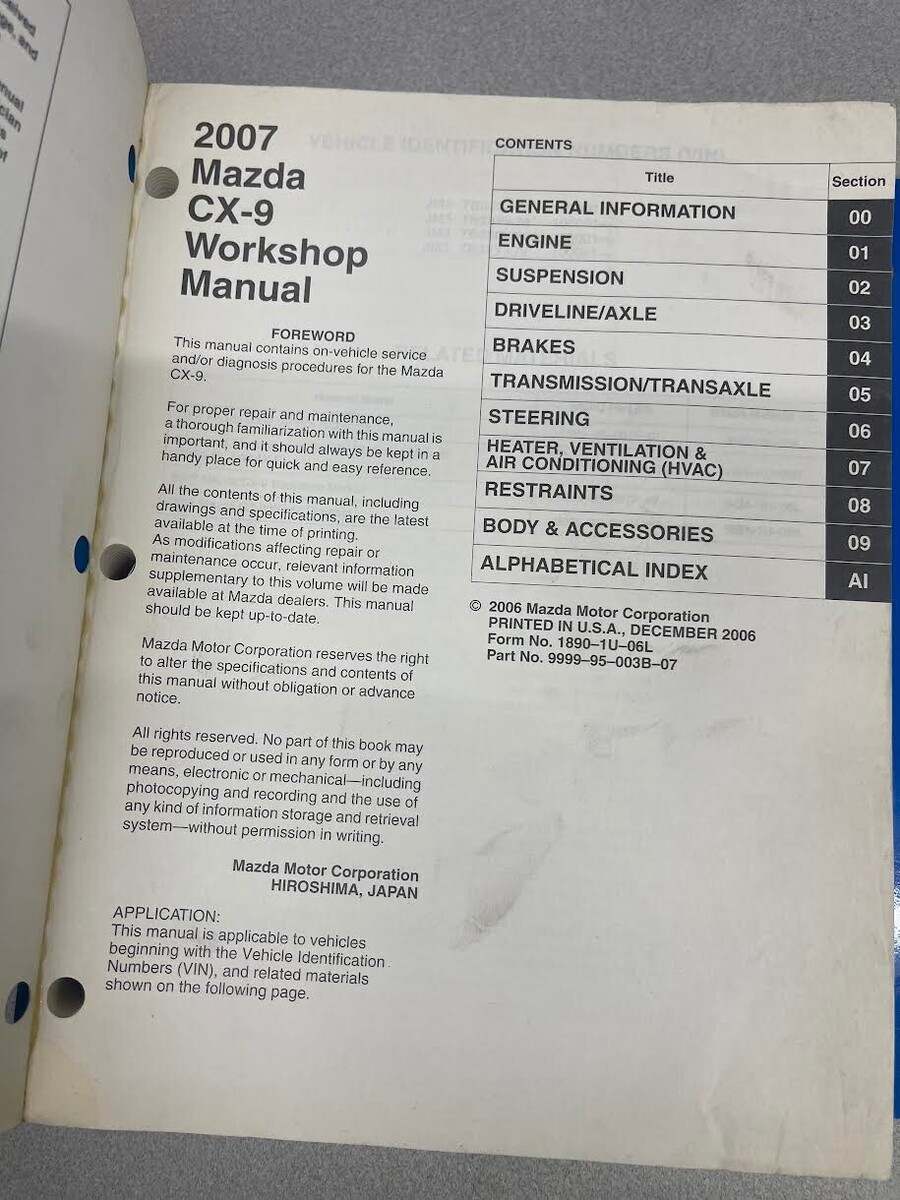 2007
Mazda
CX-9
Workshop
Manual
FOREWORD
This manual contains on-vehicle service
and/or diagnosis procedures for the Mazda
CX-9.
For proper repair and maintenance,
a thorough familiarization with this manual is
important, and it should always be kept in a
handy place for quick and easy reference.
All the contents of this manual, including
drawings and specifications, are the latest
available at the time of printing.
As modifications affecting repair or
maintenance occur, relevant information
supplementary to this volume will be made
available at Mazda dealers. This manual
should be kept up-to-date.
Mazda Motor Corporation reserves the right
to alter the specifications and contents of
this manual without obligation or advance
notice.
All rights reserved. No part of this book may
be reproduced or used in any form or by any
means, electronic or mechanical—including
photocopying and recording and the use of
any kind of information storage and retrieval
system—without permission in writing.
Mazda Motor Corporation
HIROSHIMA, JAPAN
APPLICATION:
This manual is applicable to vehicles
beginning with the Vehicle Identification
Numbers (VIN), and related materials
shown on the following page.
CONTENTS
Title Section
GENERAL INFORMATION 00
ENGINE 01
SUSPENSION 02
DRIVELINE/AXLE 03
BRAKES 04
TRANSMISSION/TRANSAXLE 05
STEERING 06
HEATER, VENTILATION &
AIR CONDITIONING (HVAC) 07
RESTRAINTS 08
BODY & ACCESSORIES 09
ALPHABETICAL INDEX AI
© 2006 Mazda Motor Corporation
PRINTED IN U.S.A., DECEMBER 2006
Form No. 1890–1U–06L
Part No. 9999–95–003B–07